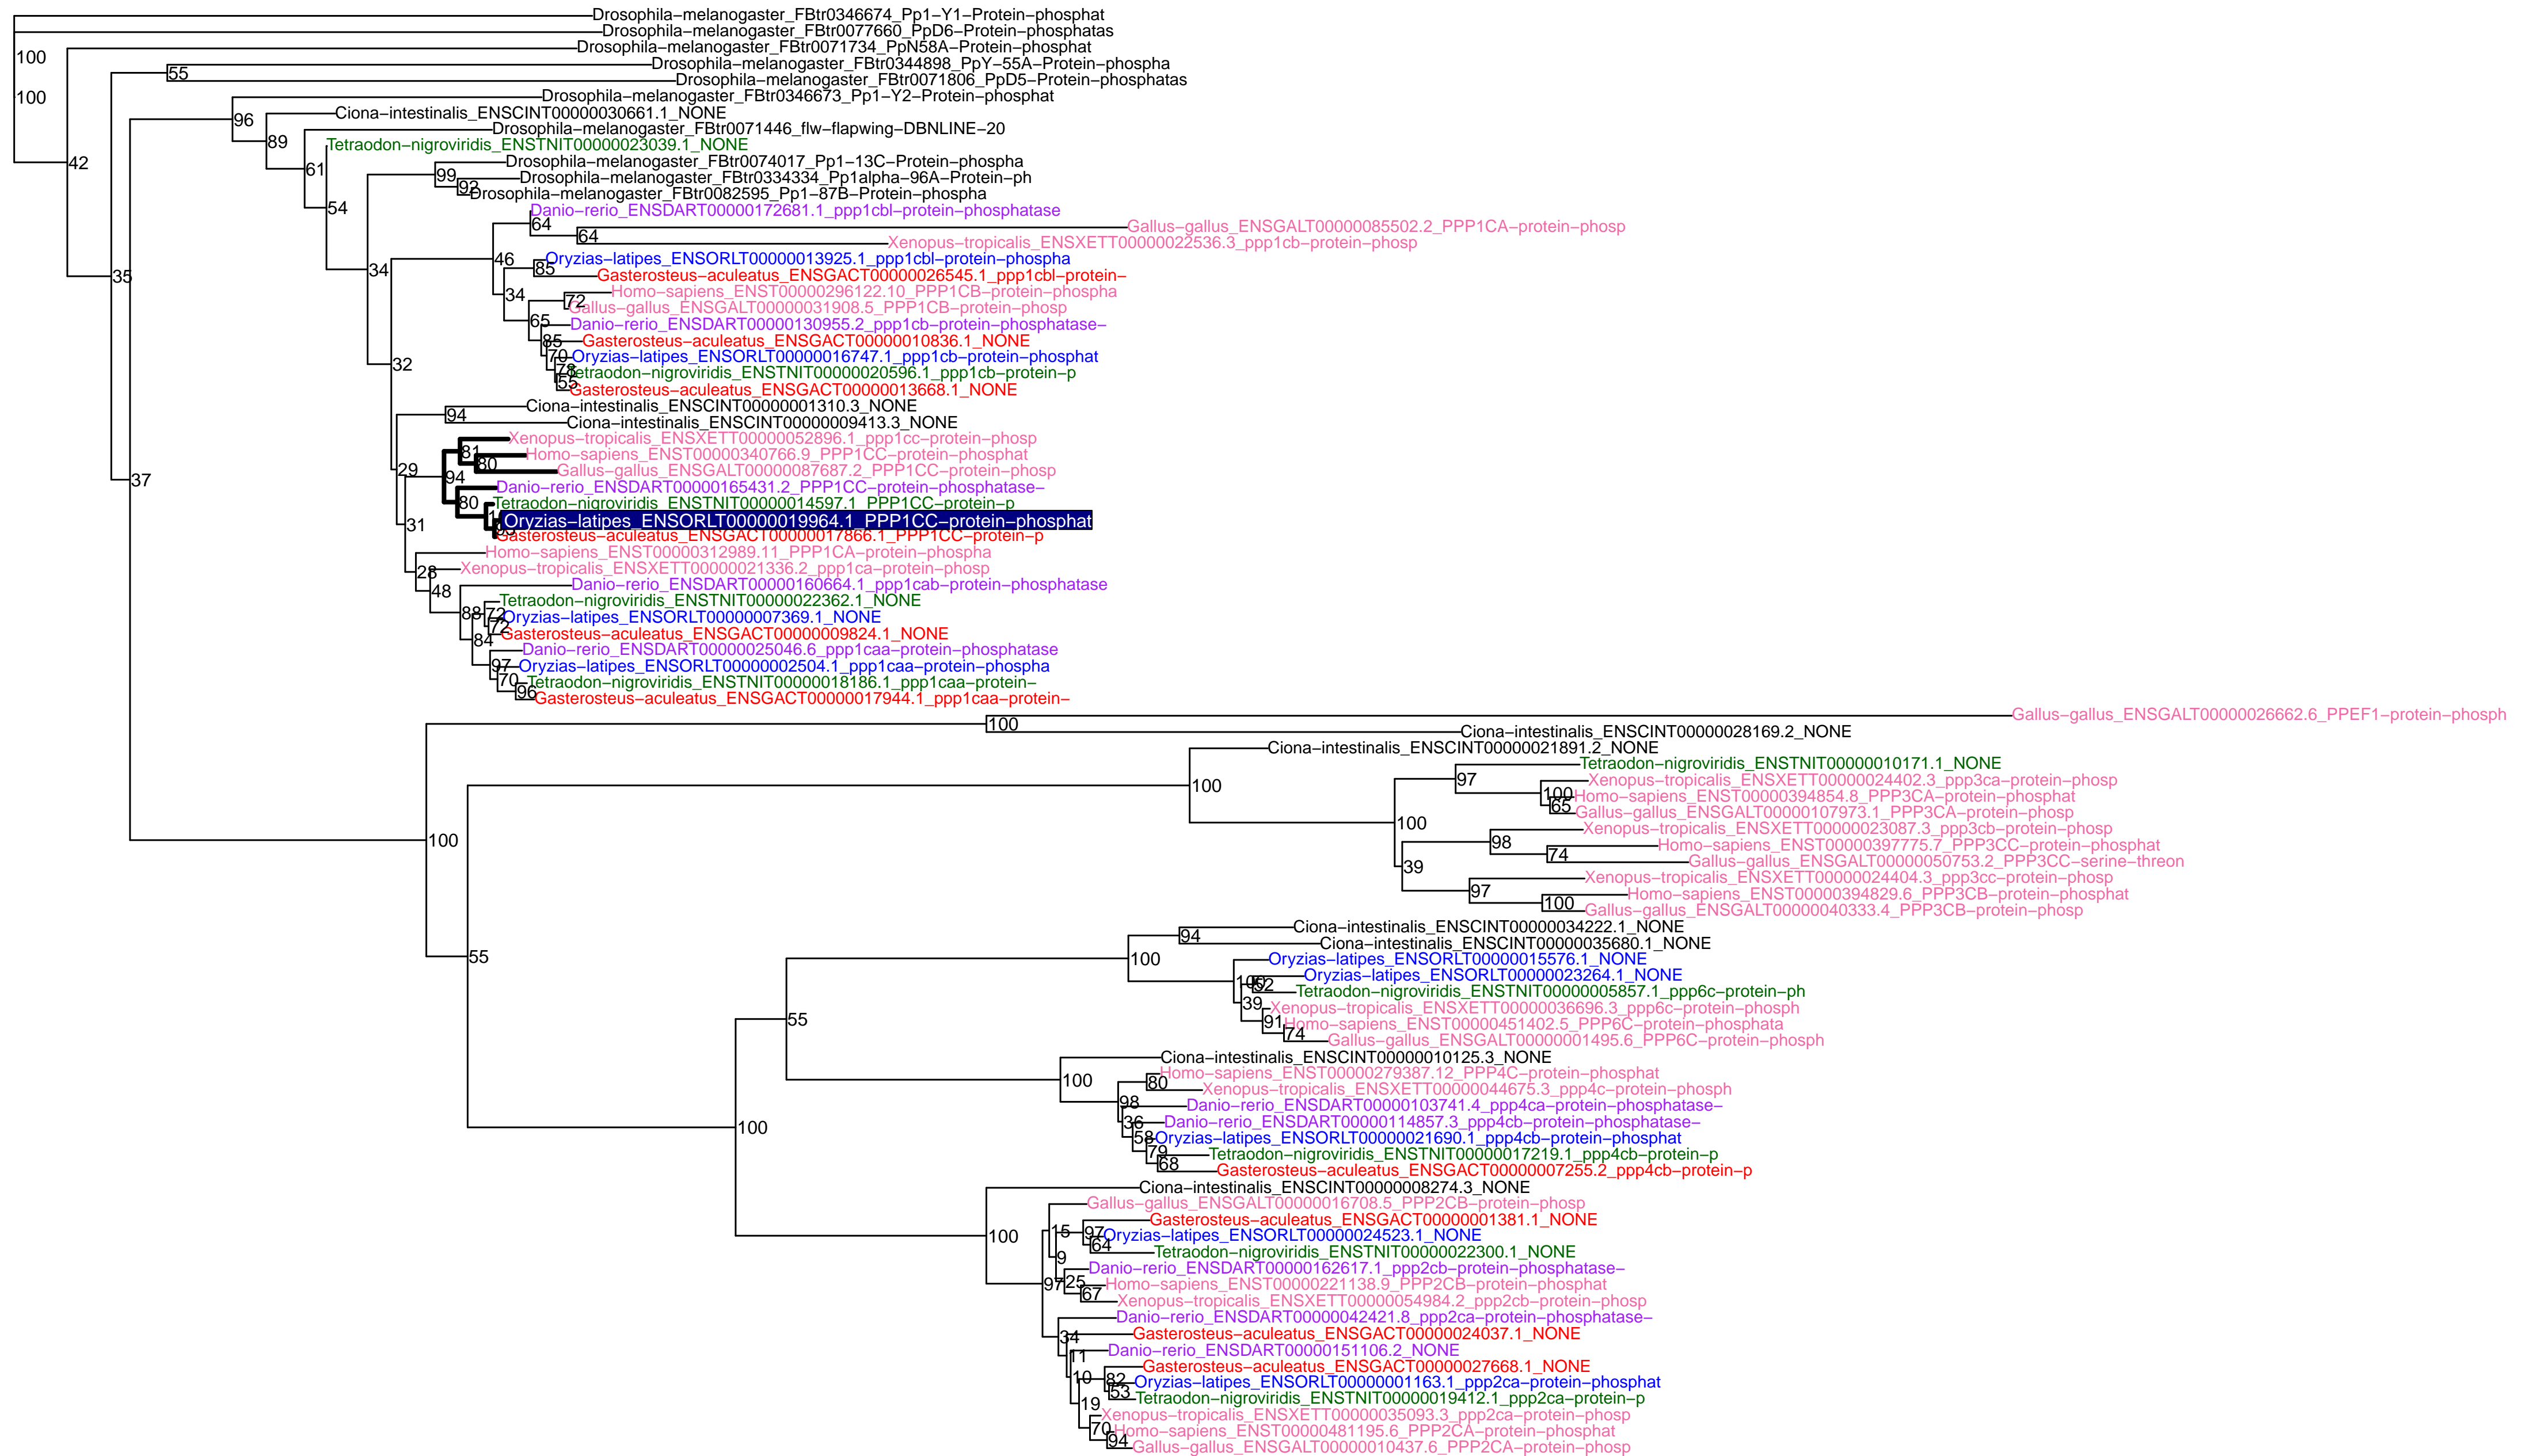 Drosophila−melanogaster_FBtr0346674_Pp1−Y1−Protein−phosphat
Drosophila−melanogaster_FBtr0077660_PpD6−Protein−phosphatas
Drosophila−melanogaster_FBtr0071734_PpN58A−Protein−phosphat
100
Drosophila−melanogaster_FBtr0344898_PpY−55A−Protein−phospha
55
Drosophila−melanogaster_FBtr0071806_PpD5−Protein−phosphatas
100
Drosophila−melanogaster_FBtr0346673_Pp1−Y2−Protein−phosphat
Ciona−intestinalis_ENSCINT00000030661.1_NONE
96
Drosophila−melanogaster_FBtr0071446_flw−flapwing−DBNLINE−20
89
Tetraodon−nigroviridis_ENSTNIT00000023039.1_NONE
42
Drosophila−melanogaster_FBtr0074017_Pp1−13C−Protein−phospha
61
99
Drosophila−melanogaster_FBtr0334334_Pp1alpha−96A−Protein−ph
92
Drosophila−melanogaster_FBtr0082595_Pp1−87B−Protein−phospha
54
Danio−rerio_ENSDART00000172681.1_ppp1cbl−protein−phosphatase
64
Gallus−gallus_ENSGALT00000085502.2_PPP1CA−protein−phosp
64
Xenopus−tropicalis_ENSXETT00000022536.3_ppp1cb−protein−phosp
46
Oryzias−latipes_ENSORLT00000013925.1_ppp1cbl−protein−phospha
34
85
35
Gasterosteus−aculeatus_ENSGACT00000026545.1_ppp1cbl−protein−
34
Homo−sapiens_ENST00000296122.10_PPP1CB−protein−phospha
72
Gallus−gallus_ENSGALT00000031908.5_PPP1CB−protein−phosp
65
Danio−rerio_ENSDART00000130955.2_ppp1cb−protein−phosphatase−
85
Gasterosteus−aculeatus_ENSGACT00000010836.1_NONE
70
Oryzias−latipes_ENSORLT00000016747.1_ppp1cb−protein−phosphat
32
78
Tetraodon−nigroviridis_ENSTNIT00000020596.1_ppp1cb−protein−p
55
Gasterosteus−aculeatus_ENSGACT00000013668.1_NONE
Ciona−intestinalis_ENSCINT00000001310.3_NONE
94
Ciona−intestinalis_ENSCINT00000009413.3_NONE
Xenopus−tropicalis_ENSXETT00000052896.1_ppp1cc−protein−phosp
81
Homo−sapiens_ENST00000340766.9_PPP1CC−protein−phosphat
80
29
Gallus−gallus_ENSGALT00000087687.2_PPP1CC−protein−phosp
94
37
Danio−rerio_ENSDART00000165431.2_PPP1CC−protein−phosphatase−
80
Tetraodon−nigroviridis_ENSTNIT00000014597.1_PPP1CC−protein−p
Oryzias−latipes_ENSORLT00000019964.1_PPP1CC−protein−phosphat
31
Gasterosteus−aculeatus_ENSGACT00000017866.1_PPP1CC−protein−p
Homo−sapiens_ENST00000312989.11_PPP1CA−protein−phospha
28
Xenopus−tropicalis_ENSXETT00000021336.2_ppp1ca−protein−phosp
Danio−rerio_ENSDART00000160664.1_ppp1cab−protein−phosphatase
48
Tetraodon−nigroviridis_ENSTNIT00000022362.1_NONE
88
72
Oryzias−latipes_ENSORLT00000007369.1_NONE
72
Gasterosteus−aculeatus_ENSGACT00000009824.1_NONE
84
Danio−rerio_ENSDART00000025046.6_ppp1caa−protein−phosphatase
97
Oryzias−latipes_ENSORLT00000002504.1_ppp1caa−protein−phospha
70
Tetraodon−nigroviridis_ENSTNIT00000018186.1_ppp1caa−protein−
96
Gasterosteus−aculeatus_ENSGACT00000017944.1_ppp1caa−protein−
Gallus−gallus_ENSGALT00000026662.6_PPEF1−protein−phosph
100
Ciona−intestinalis_ENSCINT00000028169.2_NONE
Ciona−intestinalis_ENSCINT00000021891.2_NONE
Tetraodon−nigroviridis_ENSTNIT00000010171.1_NONE
97
Xenopus−tropicalis_ENSXETT00000024402.3_ppp3ca−protein−phosp
100
100
Homo−sapiens_ENST00000394854.8_PPP3CA−protein−phosphat
65
Gallus−gallus_ENSGALT00000107973.1_PPP3CA−protein−phosp
100
Xenopus−tropicalis_ENSXETT00000023087.3_ppp3cb−protein−phosp
100
98
Homo−sapiens_ENST00000397775.7_PPP3CC−protein−phosphat
74
Gallus−gallus_ENSGALT00000050753.2_PPP3CC−serine−threon
39
Xenopus−tropicalis_ENSXETT00000024404.3_ppp3cc−protein−phosp
97
Homo−sapiens_ENST00000394829.6_PPP3CB−protein−phosphat
100
Gallus−gallus_ENSGALT00000040333.4_PPP3CB−protein−phosp
Ciona−intestinalis_ENSCINT00000034222.1_NONE
94
Ciona−intestinalis_ENSCINT00000035680.1_NONE
55
100
Oryzias−latipes_ENSORLT00000015576.1_NONE
Oryzias−latipes_ENSORLT00000023264.1_NONE
100
52
Tetraodon−nigroviridis_ENSTNIT00000005857.1_ppp6c−protein−ph
39
Xenopus−tropicalis_ENSXETT00000036696.3_ppp6c−protein−phosph
55
91
Homo−sapiens_ENST00000451402.5_PPP6C−protein−phosphata
74
Gallus−gallus_ENSGALT00000001495.6_PPP6C−protein−phosph
Ciona−intestinalis_ENSCINT00000010125.3_NONE
Homo−sapiens_ENST00000279387.12_PPP4C−protein−phosphat
100
80
Xenopus−tropicalis_ENSXETT00000044675.3_ppp4c−protein−phosph
98
Danio−rerio_ENSDART00000103741.4_ppp4ca−protein−phosphatase−
36
Danio−rerio_ENSDART00000114857.3_ppp4cb−protein−phosphatase−
100
58
Oryzias−latipes_ENSORLT00000021690.1_ppp4cb−protein−phosphat
79
Tetraodon−nigroviridis_ENSTNIT00000017219.1_ppp4cb−protein−p
68
Gasterosteus−aculeatus_ENSGACT00000007255.2_ppp4cb−protein−p
Ciona−intestinalis_ENSCINT00000008274.3_NONE
Gallus−gallus_ENSGALT00000016708.5_PPP2CB−protein−phosp
Gasterosteus−aculeatus_ENSGACT00000001381.1_NONE
100
15
97
Oryzias−latipes_ENSORLT00000024523.1_NONE
64
Tetraodon−nigroviridis_ENSTNIT00000022300.1_NONE
9
Danio−rerio_ENSDART00000162617.1_ppp2cb−protein−phosphatase−
97
25
Homo−sapiens_ENST00000221138.9_PPP2CB−protein−phosphat
67
Xenopus−tropicalis_ENSXETT00000054984.2_ppp2cb−protein−phosp
Danio−rerio_ENSDART00000042421.8_ppp2ca−protein−phosphatase−
34
Gasterosteus−aculeatus_ENSGACT00000024037.1_NONE
11
Danio−rerio_ENSDART00000151106.2_NONE
Gasterosteus−aculeatus_ENSGACT00000027668.1_NONE
10
82
Oryzias−latipes_ENSORLT00000001163.1_ppp2ca−protein−phosphat
53
Tetraodon−nigroviridis_ENSTNIT00000019412.1_ppp2ca−protein−p
19
Xenopus−tropicalis_ENSXETT00000035093.3_ppp2ca−protein−phosp
70
Homo−sapiens_ENST00000481195.6_PPP2CA−protein−phosphat
94
Gallus−gallus_ENSGALT00000010437.6_PPP2CA−protein−phosp